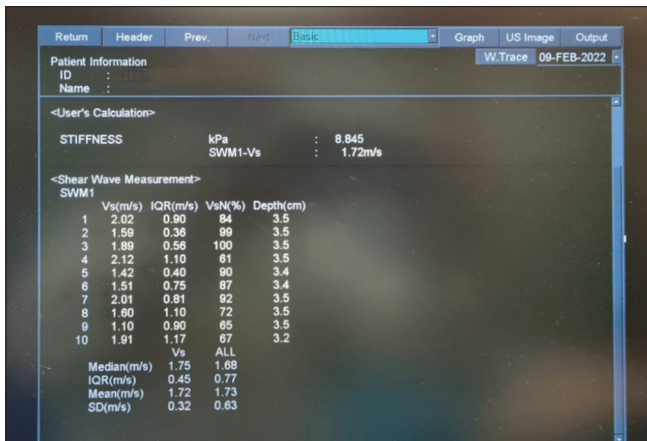 Return Header Prev. Next Basic Graph US Image Output
Patient Information W.Trace 09-FEB-2022
ID :
Name :
<User's Calculation>
STIFFNESS kPa : 8.845
SWM1-Vs : 1.72m/s
<Shear Wave Measurement>
SWM1
Vs(m/s) IQR(m/s) VsN(%) Depth(cm)
1 2.02 0.90 84 3.5
2 1.59 0.36 99 3.5
3 1.89 0.56 100 3.5
4 2.12 1.10 61 3.5
5 1.42 0.40 90 3.4
6 1.51 0.75 87 3.4
7 2.01 0.81 92 3.5
8 1.60 1.10 72 3.5
9 1.10 0.90 65 3.5
10 1.91 1.17 67 3.2
Vs ALL
Median(m/s) 1.75 1.68
IQR(m/s) 0.45 0.77
Mean(m/s) 1.72 1.73
SD(m/s) 0.32 0.63